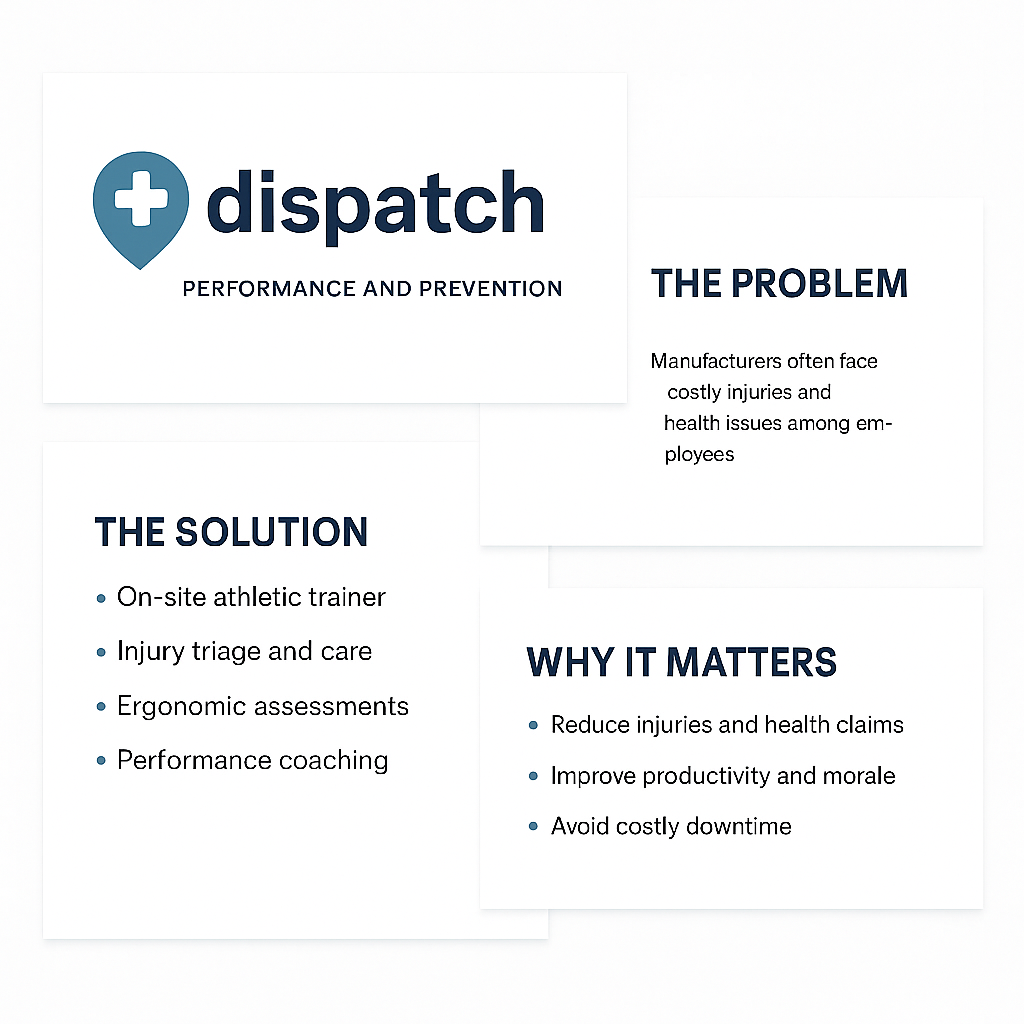 dispatch
PERFORMANCE AND PREVENTION
THE PROBLEM
Manufacturers often face
costly injuries and
health issues among em-
ployees
THE SOLUTION
• On-site athletic trainer
• Injury triage and care
• Ergonomic assessments
• Performance coaching
WHY IT MATTERS
• Reduce injuries and health claims
• Improve productivity and morale
• Avoid costly downtime